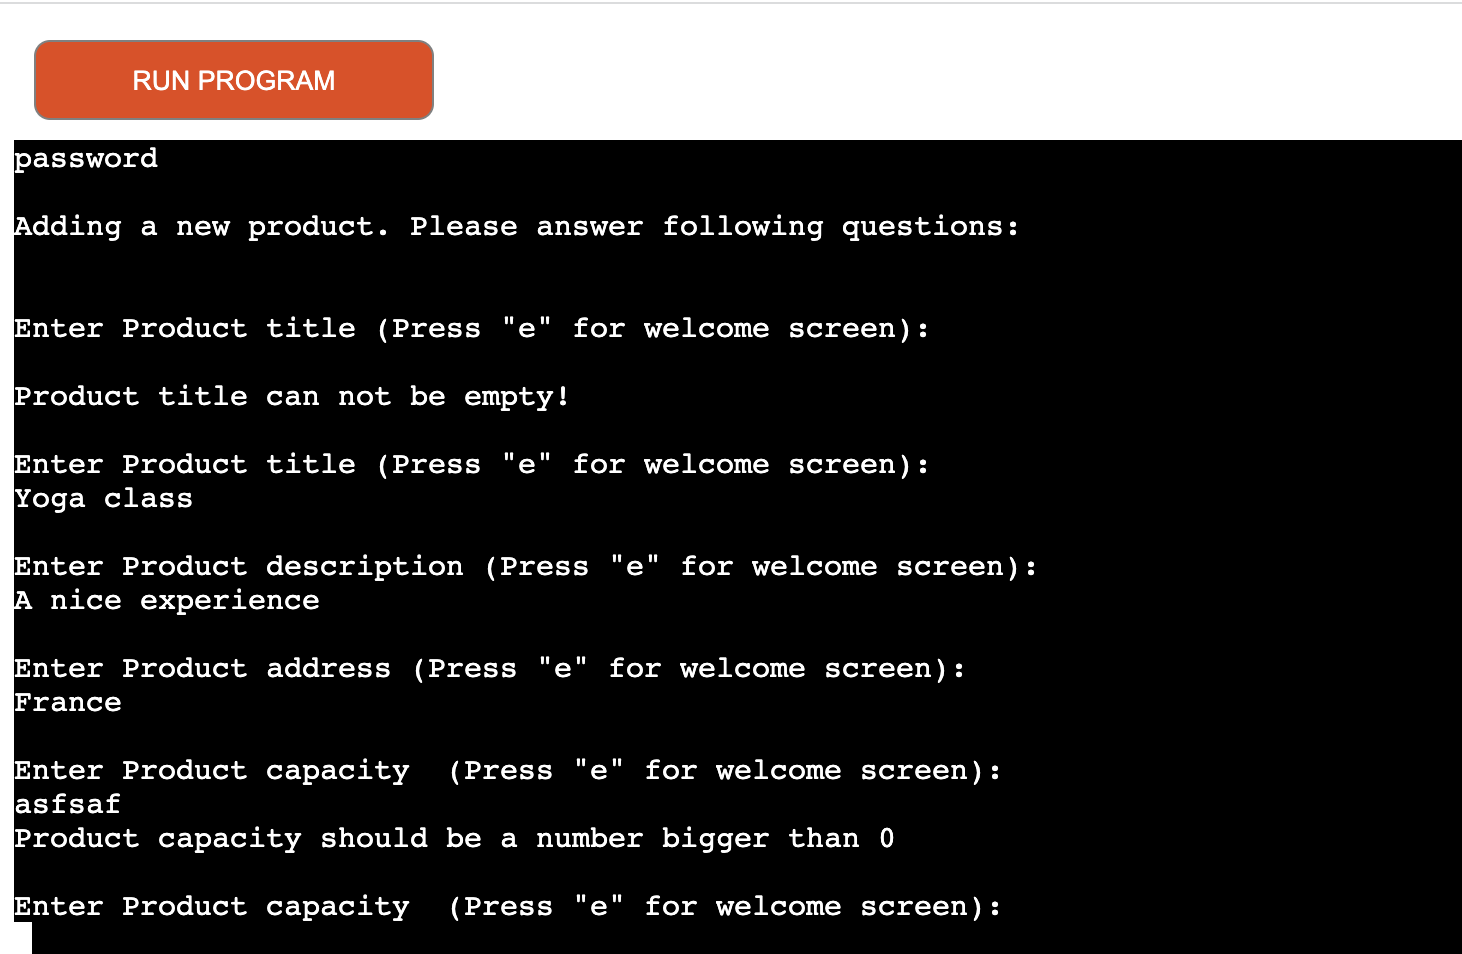 RUN PROGRAM
password
Adding a new product. Please answer following questions:
Enter Product title (Press "e" for welcome screen):
Product title can not be empty!
Enter Product title (Press "e" for welcome screen):
Yoga class
Enter Product description (Press "e" for welcome screen):
A nice experience
Enter Product address (Press "e" for welcome screen):
France
Enter Product capacity  (Press "e" for welcome screen):
asfsaf
Product capacity should be a number bigger than 0
Enter Product capacity  (Press "e" for welcome screen):